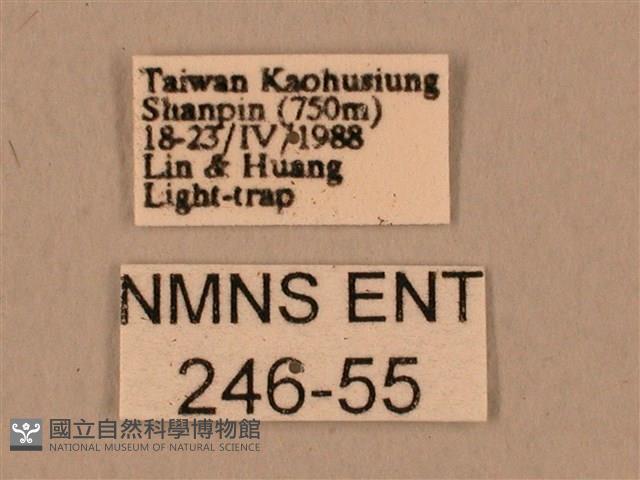 Taiwan Kaohusiung
Shanpin (750m)
18-23/IV/1988
Lin & Huang
Light-trap
NMNS ENT
246-55
國立自然科學博物館
NATIONAL MUSEUM OF NATURAL SCIENCE